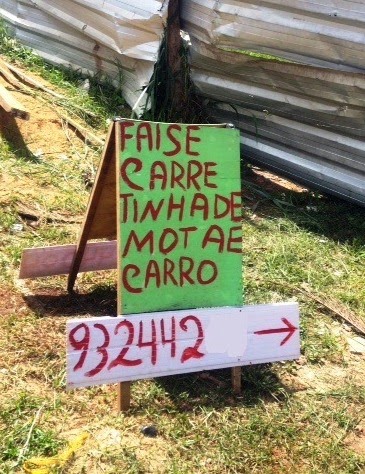 FAISE
CARRE
TINHADE
MOTAE
CARRO
932442